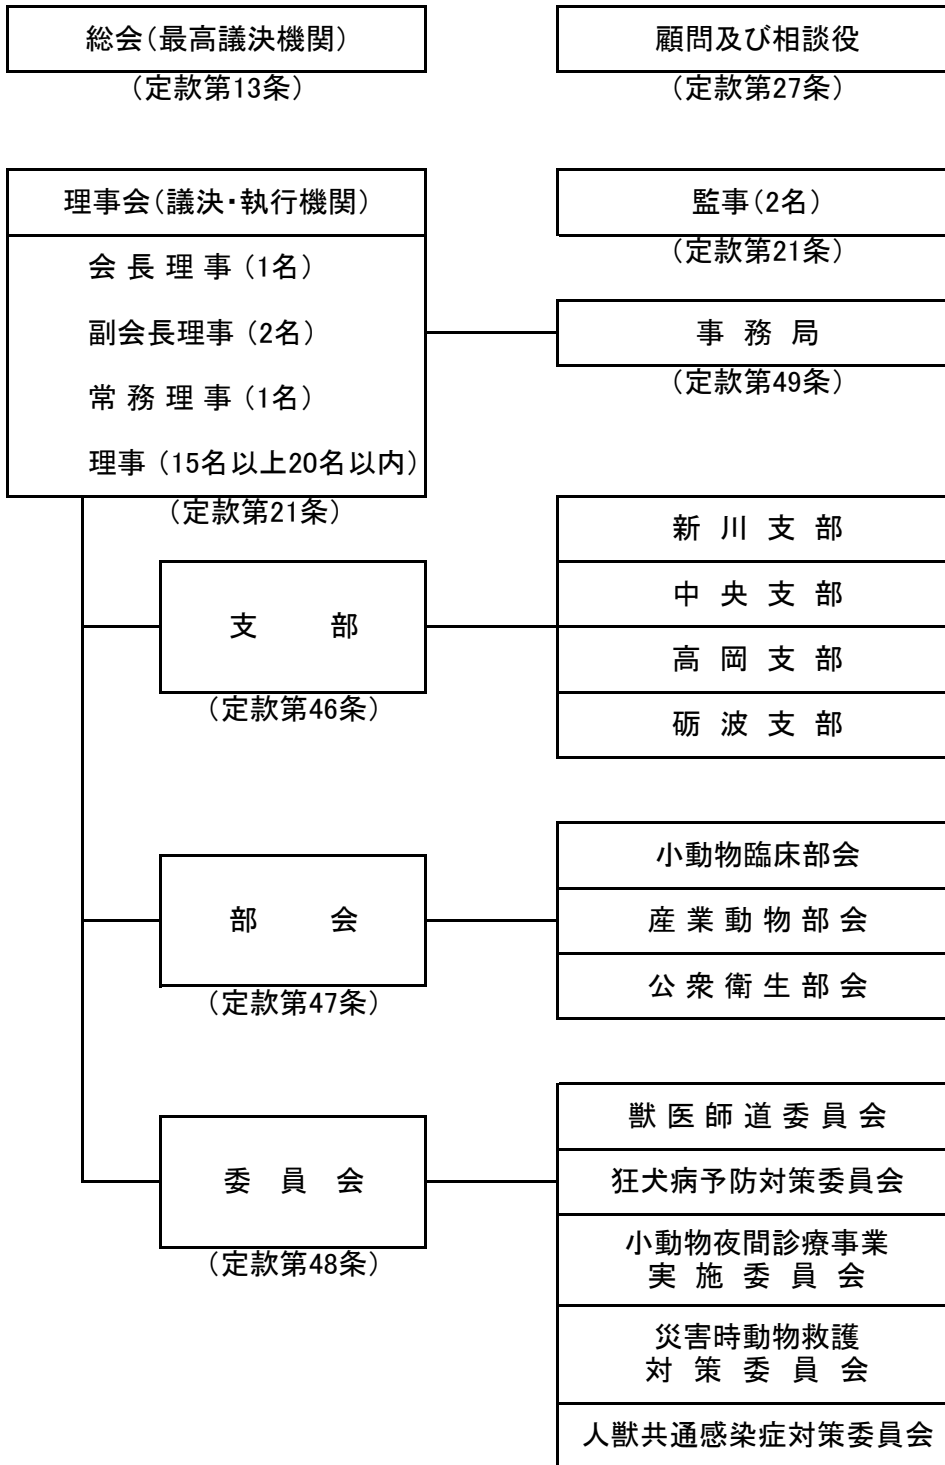 総会（最高議決機関）
（定款第13条）
顧問及び相談役
（定款第27条）
理事会（議決・執行機関）
会 長 理 事 （1名）
副会長理事 （2名）
常 務 理 事 （1名）
理事 （15名以上20名以内）
（定款第21条）
監事（2名）
（定款第21条）
事 務 局
（定款第49条）
支 部
（定款第46条）
新 川 支 部
中 央 支 部
高 岡 支 部
砺 波 支 部
部 会
（定款第47条）
小動物臨床部会
産 業 動 物 部 会
公 衆 衛 生 部 会
委 員 会
（定款第48条）
獣 医 師 道 委 員 会
狂犬病予防対策委員会
小動物夜間診療事業
実 施 委 員 会
災害時動物救護
対 策 委 員 会
人獣共通感染症対策委員会